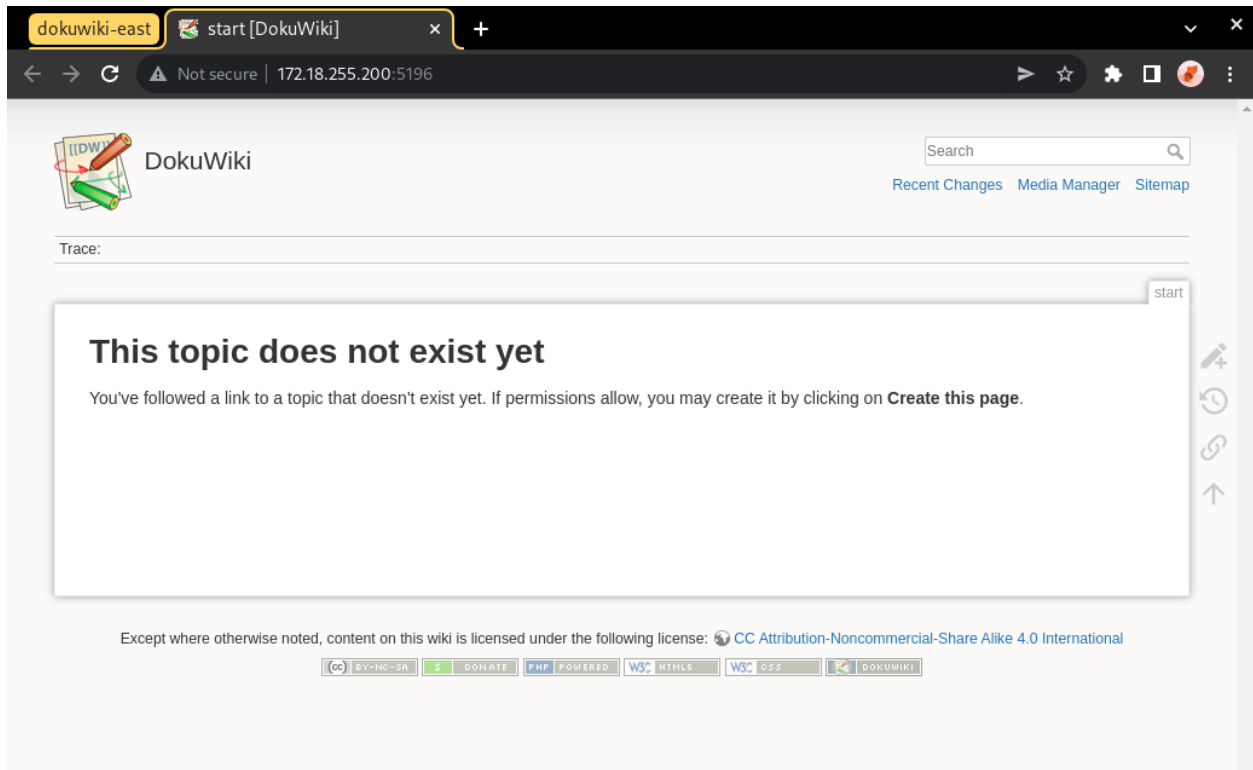 dokuwiki-east
start [DokuWiki]
Not secure | 172.18.255.200:5196
[[DW]]
DokuWiki
Search
Recent Changes Media Manager Sitemap
Trace:
start
This topic does not exist yet
You've followed a link to a topic that doesn't exist yet. If permissions allow, you may create it by clicking on Create this page.
Except where otherwise noted, content on this wiki is licensed under the following license: CC Attribution-Noncommercial-Share Alike 4.0 International
(cc) BY-NC-SA $ DONATE PHP POWERED W3C HTML5 W3C CSS DOKUWIKI